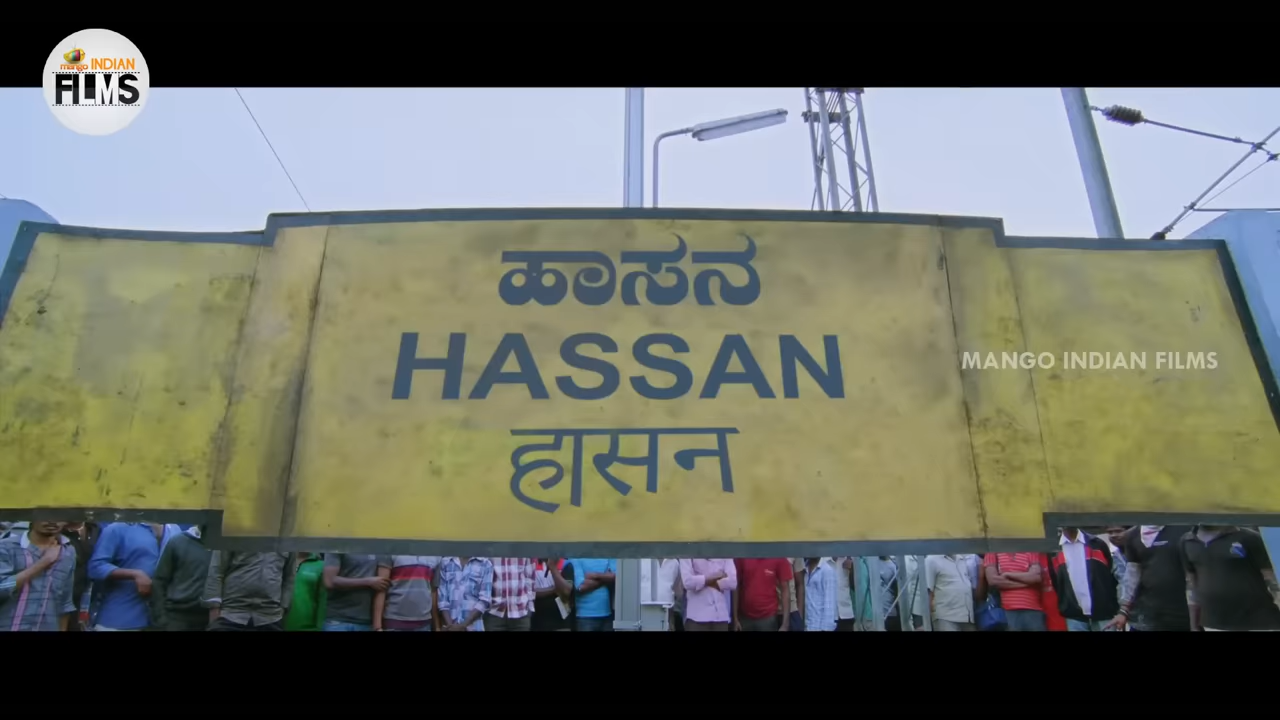 mango INDIAN
FILMS
ಹಾಸನ
HASSAN
MANGO INDIAN FILMS
हासन